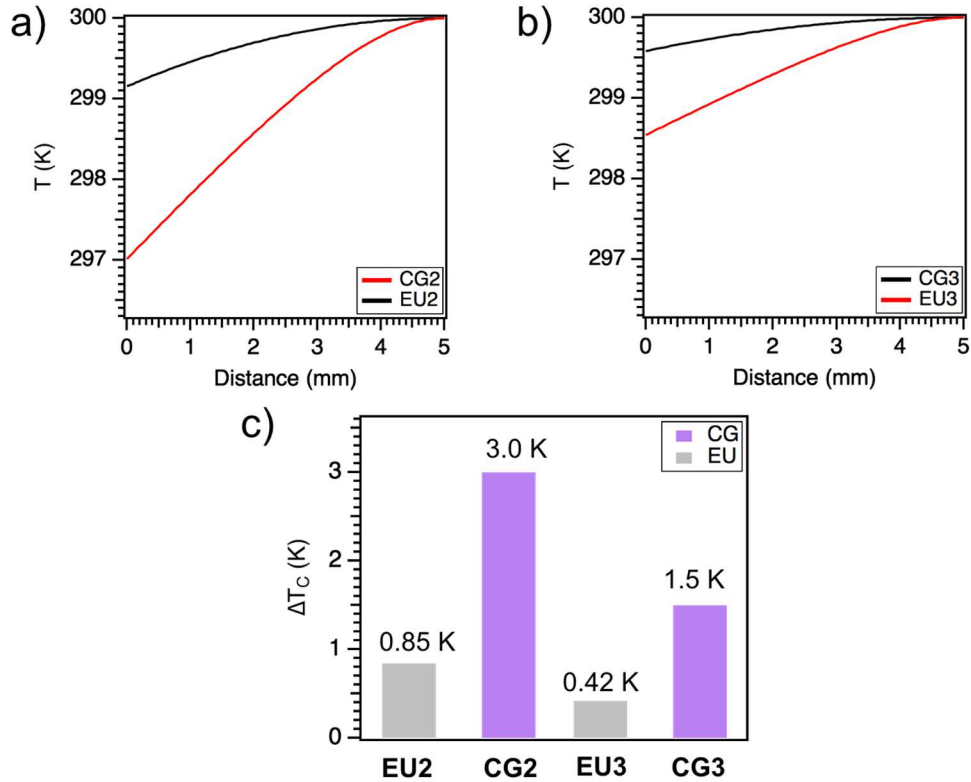 a)
300
299
298
297
T (K)
CG2
EU2
0 1 2 3 4 5
Distance (mm)
b)
300
299
298
297
T (K)
CG3
EU3
0 1 2 3 4 5
Distance (mm)
c)
CG
EU
3
2
1
0
ΔTC (K)
0.85 K
3.0 K
0.42 K
1.5 K
EU2 CG2 EU3 CG3